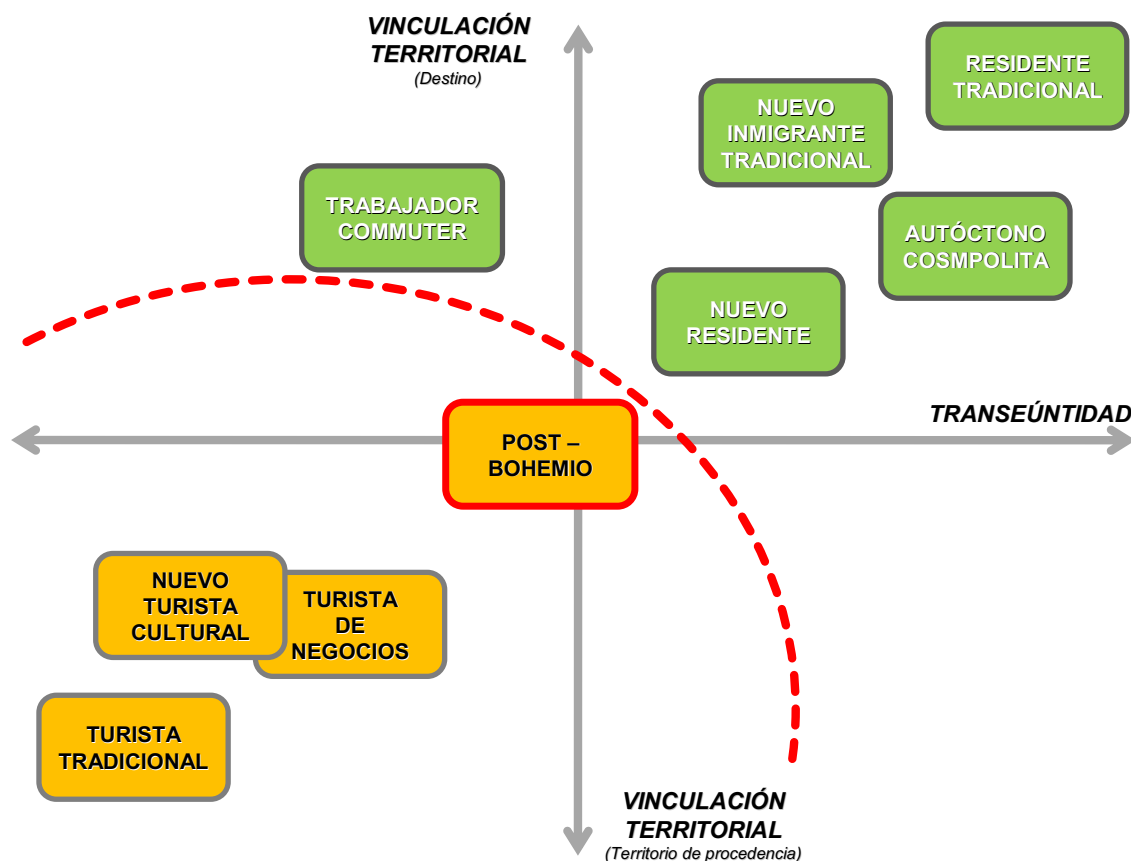 VINCULACIÓN
TERRITORIAL
(Destino)
RESIDENTE
TRADICIONAL
NUEVO
INMIGRANTE
TRADICIONAL
TRABAJADOR
COMMUTER
AUTÓCTONO
COSMPOLITA
NUEVO
RESIDENTE
TRANSEÚNTIDAD
POST –
BOHEMIO
NUEVO
TURISTA
CULTURAL
TURISTA
DE
NEGOCIOS
TURISTA
TRADICIONAL
VINCULACIÓN
TERRITORIAL
(Territorio de procedencia)